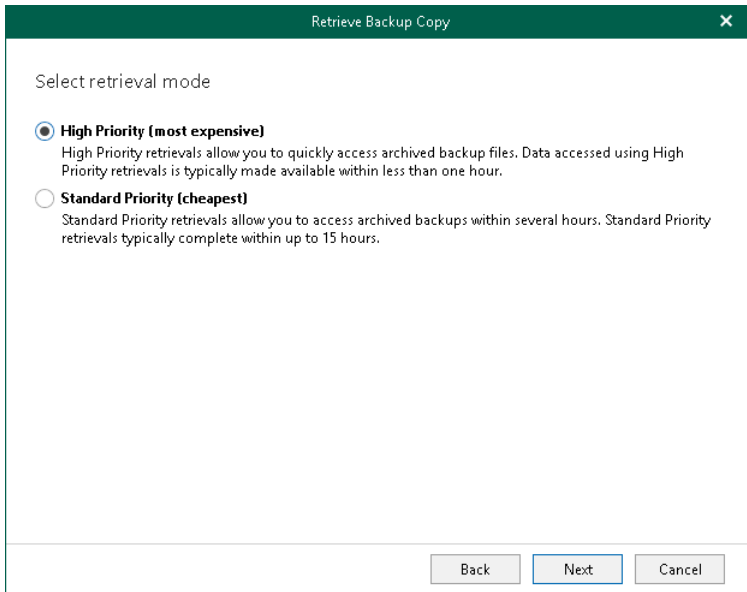 Retrieve Backup Copy
Select retrieval mode
High Priority (most expensive)
High Priority retrievals allow you to quickly access archived backup files. Data accessed using High
Priority retrievals is typically made available within less than one hour.
Standard Priority (cheapest)
Standard Priority retrievals allow you to access archived backups within several hours. Standard Priority
retrievals typically complete within up to 15 hours.
Back Next Cancel